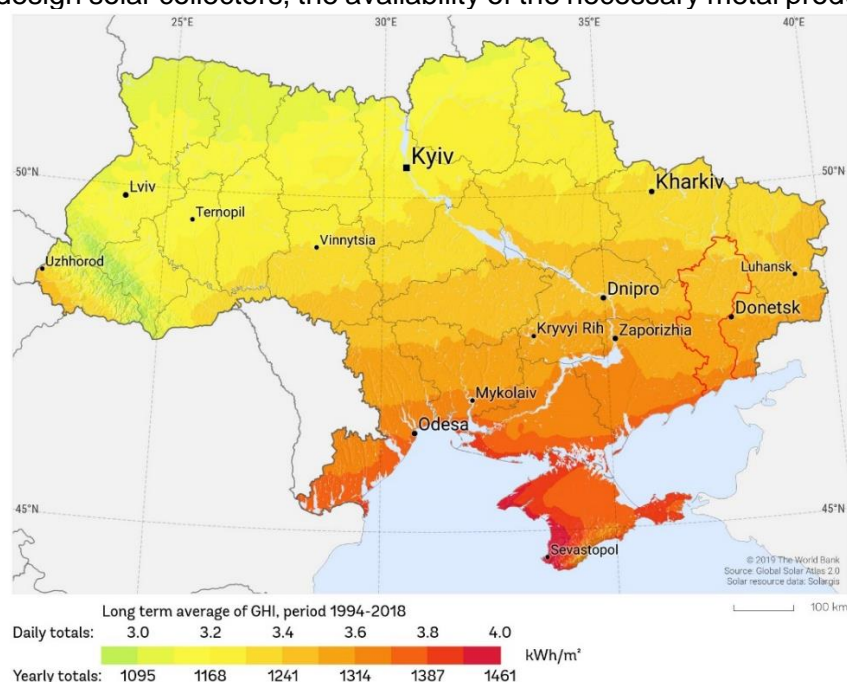 design solar collectors, the availability of the necessary metal produ
25°E 30°E 35°E 40°E
50°N Kyiv 50°N
Lviv Kharkiv
Ternopil
Vinnytsia
Uzhhorod Luhansk
Dnipro
Donetsk
Kryvyi Rih Zaporizhia
Mykolaiv
Odesa
45°N 45°N
Sevastopol
© 2019 The World Bank
Source: Global Solar Atlas 2.0
Solar resource data: Solargis
100 km
Long term average of GHI, period 1994-2018
Daily totals: 3.0 3.2 3.4 3.6 3.8 4.0
kWh/m²
Yearly totals: 1095 1168 1241 1314 1387 1461